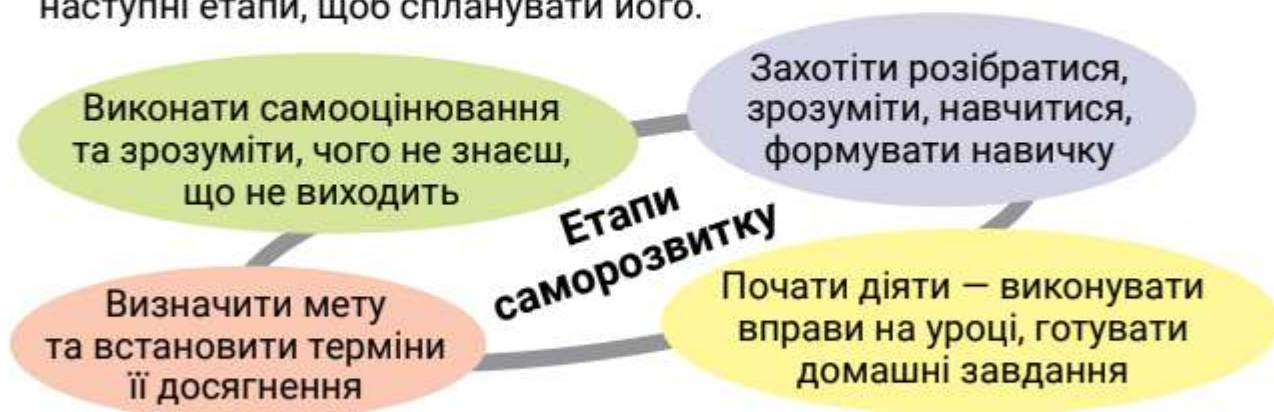 наступні етапи, щоб спланувати його.
Виконати самооцінювання
та зрозуміти, чого не знаєш,
що не виходить
Захотіти розібратися,
зрозуміти, навчитися,
формувати навичку
Етапи
саморозвитку
Визначити мету
та встановити терміни
її досягнення
Почати діяти — виконувати
вправи на уроці, готувати
домашні завдання